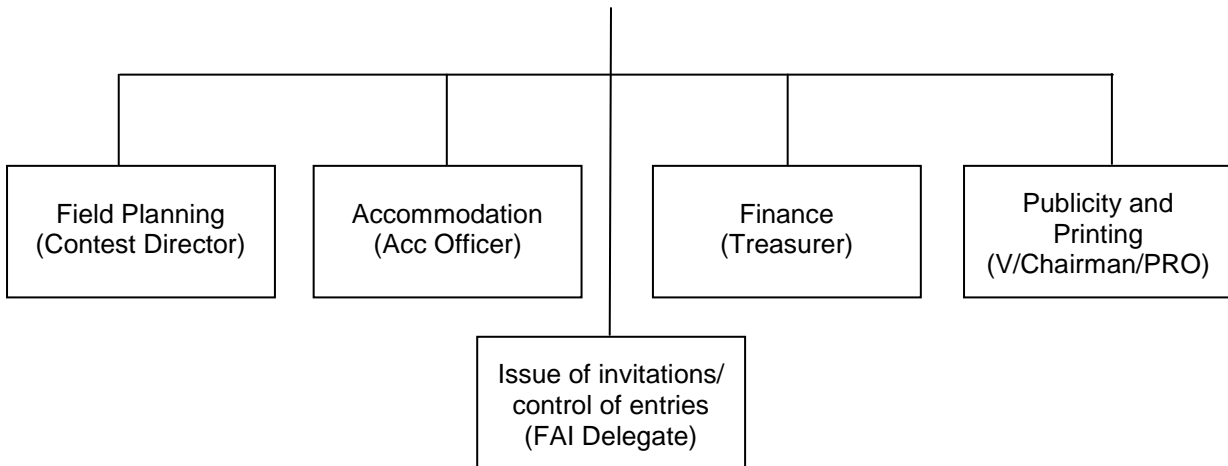 Field Planning
(Contest Director)
Accommodation
(Acc Officer)
Finance
(Treasurer)
Publicity and
Printing
(V/Chairman/PRO)
Issue of invitations/
control of entries
(FAI Delegate)